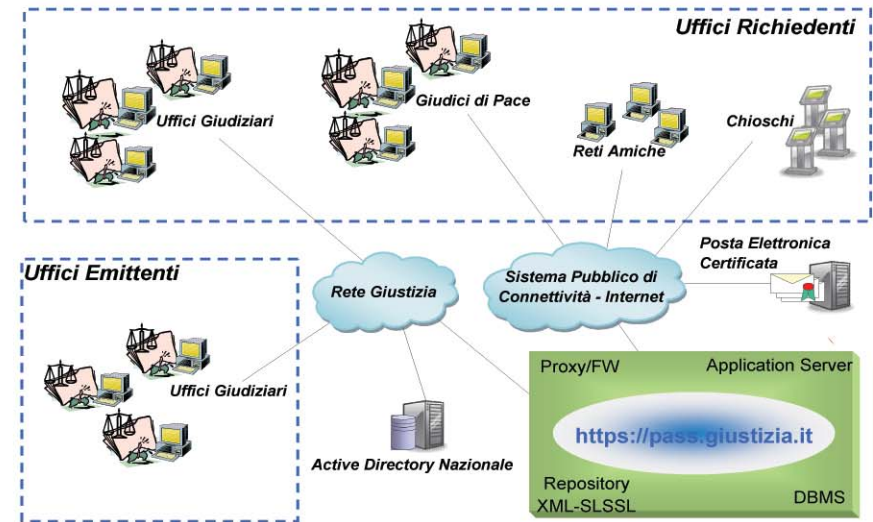 Uffici Richiedenti
Uffici Giudiziari
Giudici di Pace
Reti Amiche
Chioschi
Uffici Emittenti
Uffici Giudiziari
Rete Giustizia
Sistema Pubblico di
Connettività - Internet
Posta Elettronica
Certificata
Active Directory Nazionale
Proxy/FW
Application Server
https://pass.giustizia.it
Repository
XML-SLSSL
DBMS